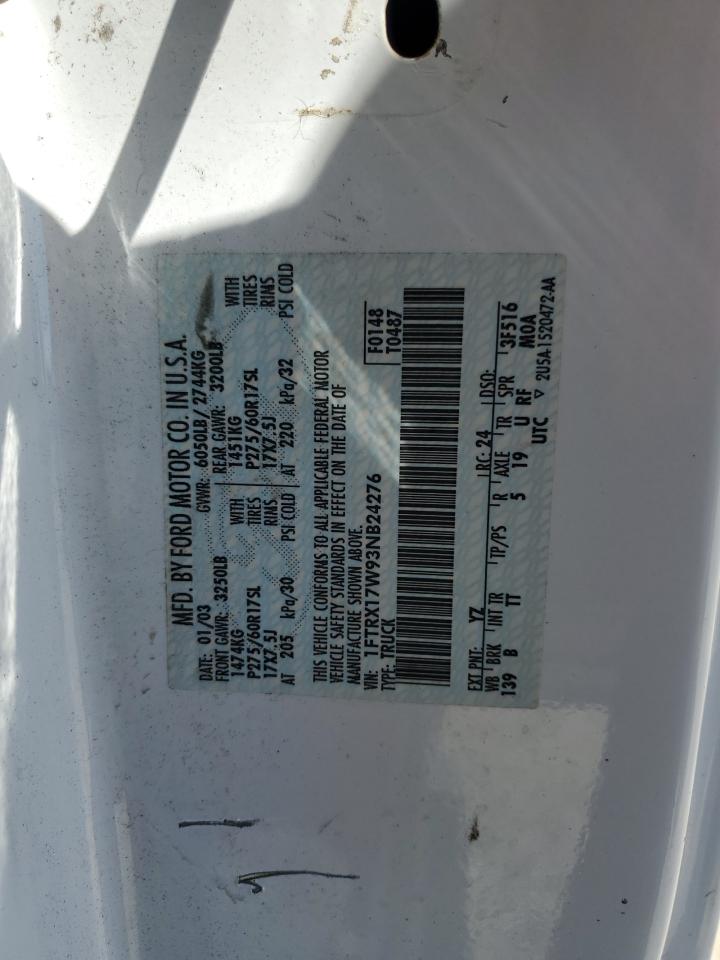 MFD. BY FORD MOTOR CO. IN U.S.A.
DATE: 01/03 GVWR: 6050LB/ 2744KG
FRONT GAWR: 3250LB REAR GAWR: 3200LB
1474KG WITH 1451KG WITH
P275/60R17SL TIRES P275/60R17SL TIRES
17X7.5J RIMS 17X7.5J RIMS
AT 205 kPa/30 PSI COLD AT 220 kPa/32 PSI COLD
THIS VEHICLE CONFORMS TO ALL APPLICABLE FEDERAL MOTOR
VEHICLE SAFETY STANDARDS IN EFFECT ON THE DATE OF
MANUFACTURE SHOWN ABOVE.
VIN: 1FTRX17W93NB24276 F0148
TYPE: TRUCK T0487
EXT PNT: YZ RC: 24 DSO:
WB BRK INT TR TP/PS R AXLE TR SPR 3F516
139 B TT 5 19 U RF MOA
UTC ▽ 2U5A-1520472-AA